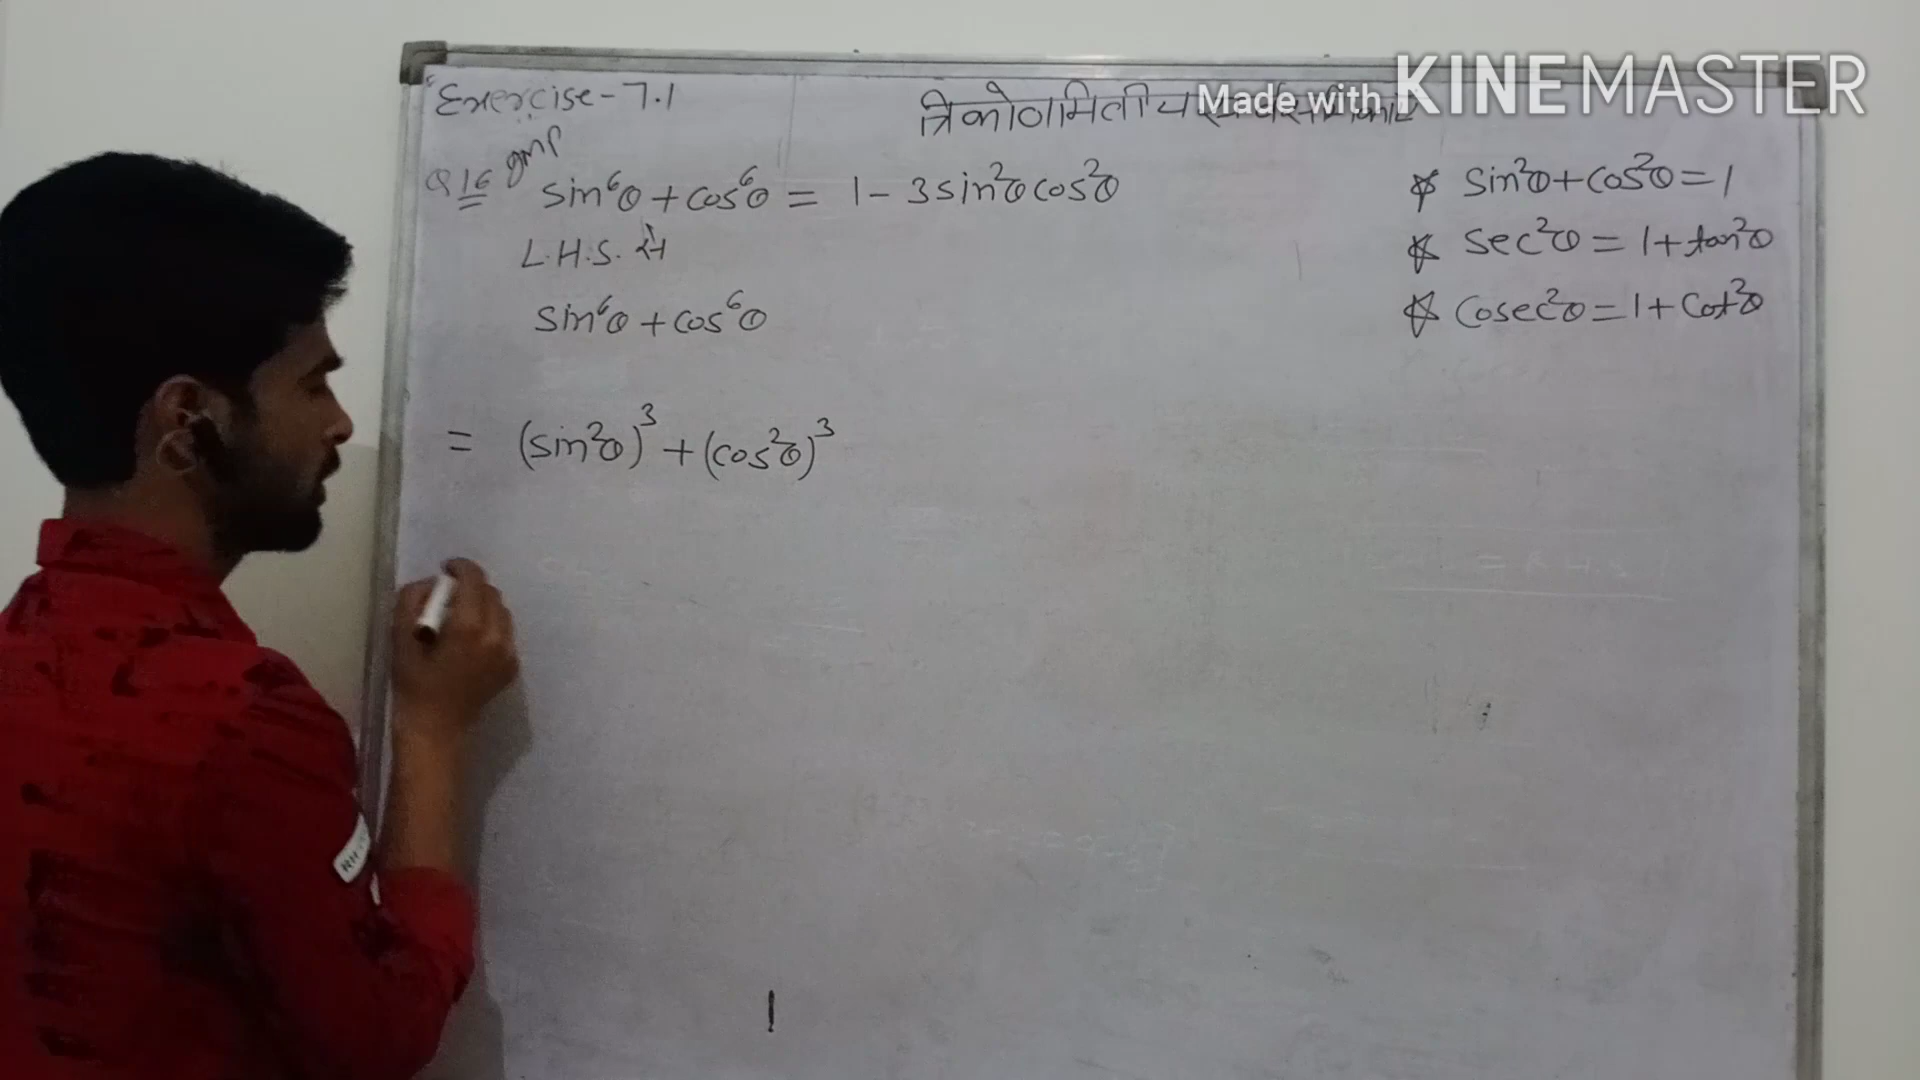 Exercise-7.1
त्रिकोणमितीय
Made with KINEMASTER
Q16 Imp sin⁶θ + cos⁶θ = 1 - 3sin²θcos²θ
L.H.S. से
sin⁶θ + cos⁶θ
= (sin²θ)³ + (cos²θ)³
* sin²θ + cos²θ = 1
* sec²θ = 1 + tan²θ
* cosec²θ = 1 + cot²θ